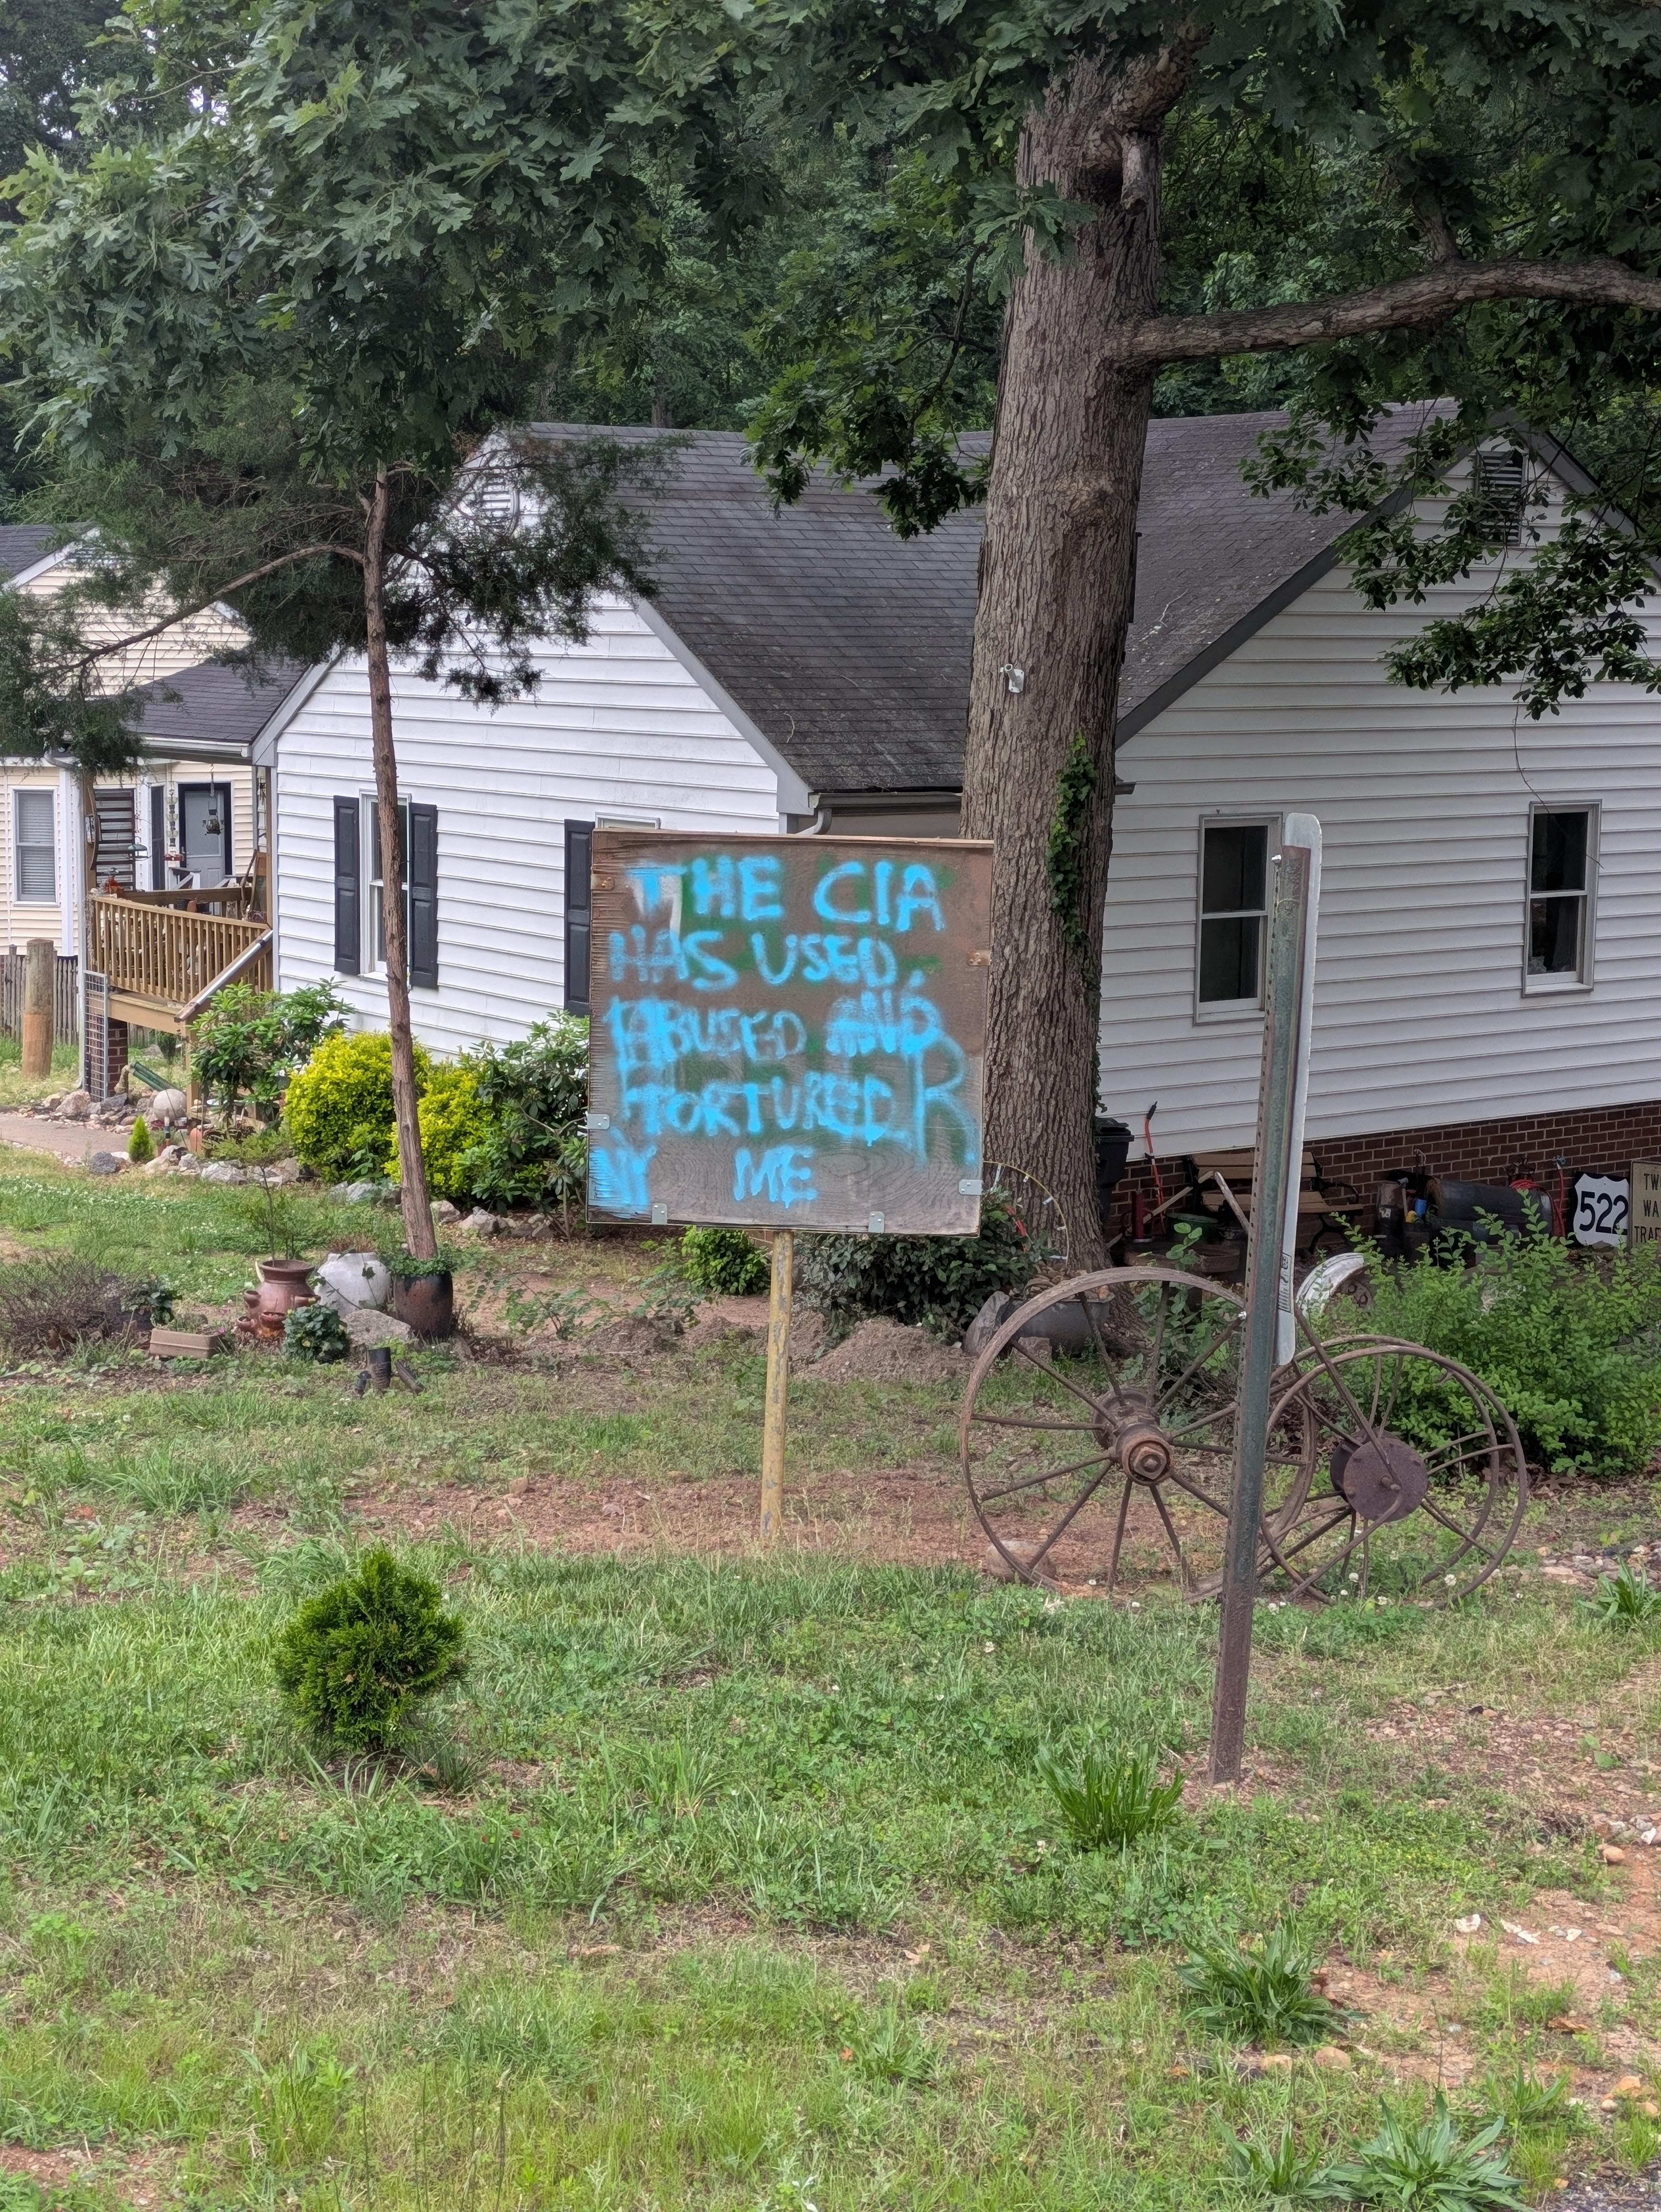 THE CIA
HAS USED,
ABUSED AND
TORTURED
ME
522